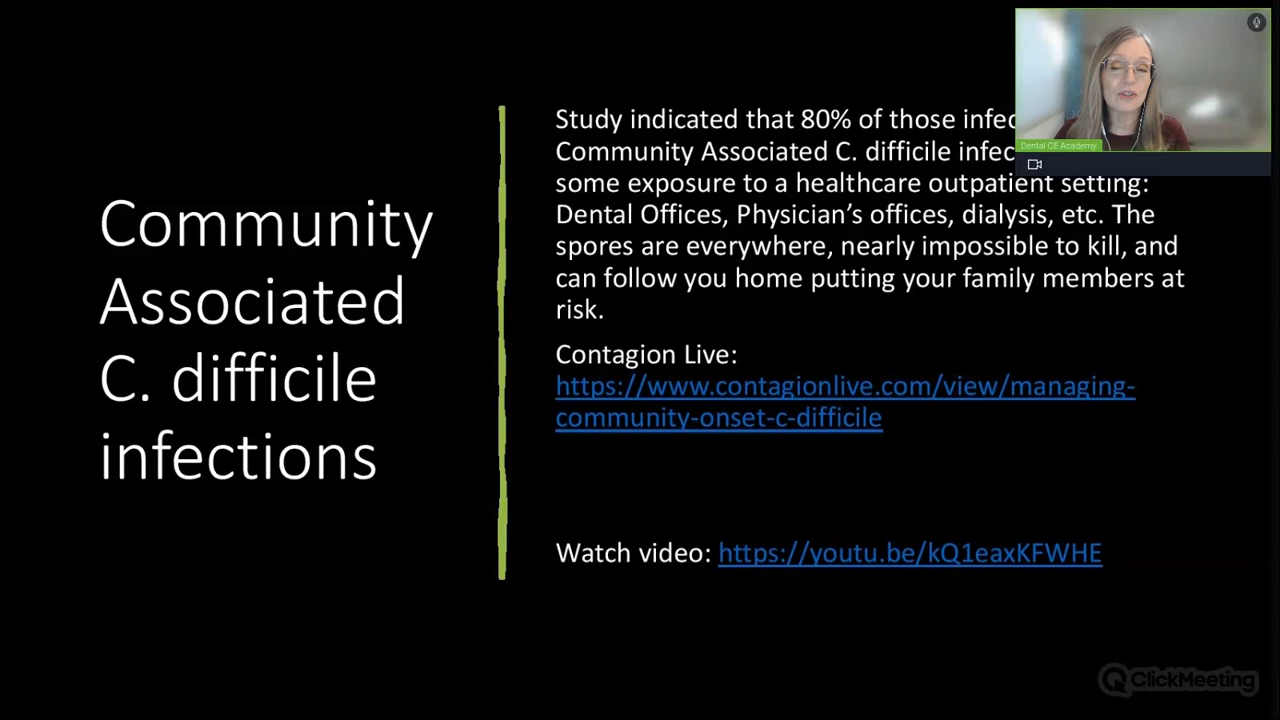 Community
Associated
C. difficile
infections
Study indicated that 80% of those
Community Associated C. difficile
some exposure to a healthcare outpatient setting:
Dental Offices, Physician's offices, dialysis, etc. The
spores are everywhere, nearly impossible to kill, and
can follow you home putting your family members at
risk.
Contagion Live:
https://www.contagionlive.com/view/managing-
community-onset-c-difficile
Watch video: https://youtu.be/kQ1eaxKFWHE
Dental CE Academy
ClickMeeting